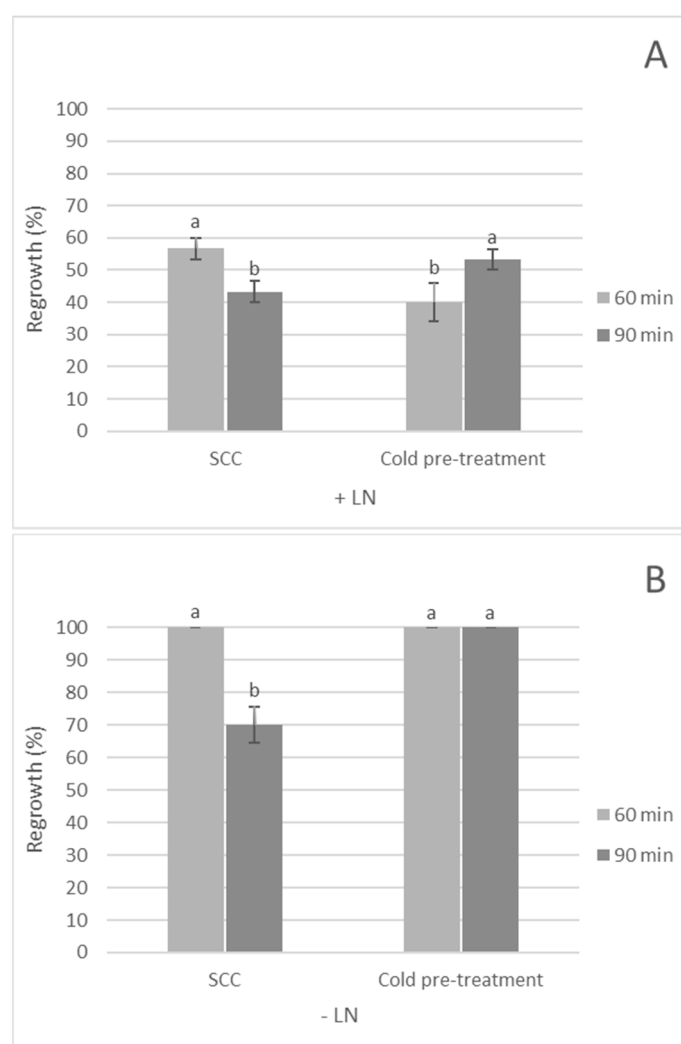 A
100
90
80
70
60
50
40
30
20
10
0
Regrowth (%)
a
b
b
a
SCC
Cold pre-treatment
+ LN
60 min
90 min
B
100
90
80
70
60
50
40
30
20
10
0
Regrowth (%)
a
b
a
a
SCC
Cold pre-treatment
- LN
60 min
90 min